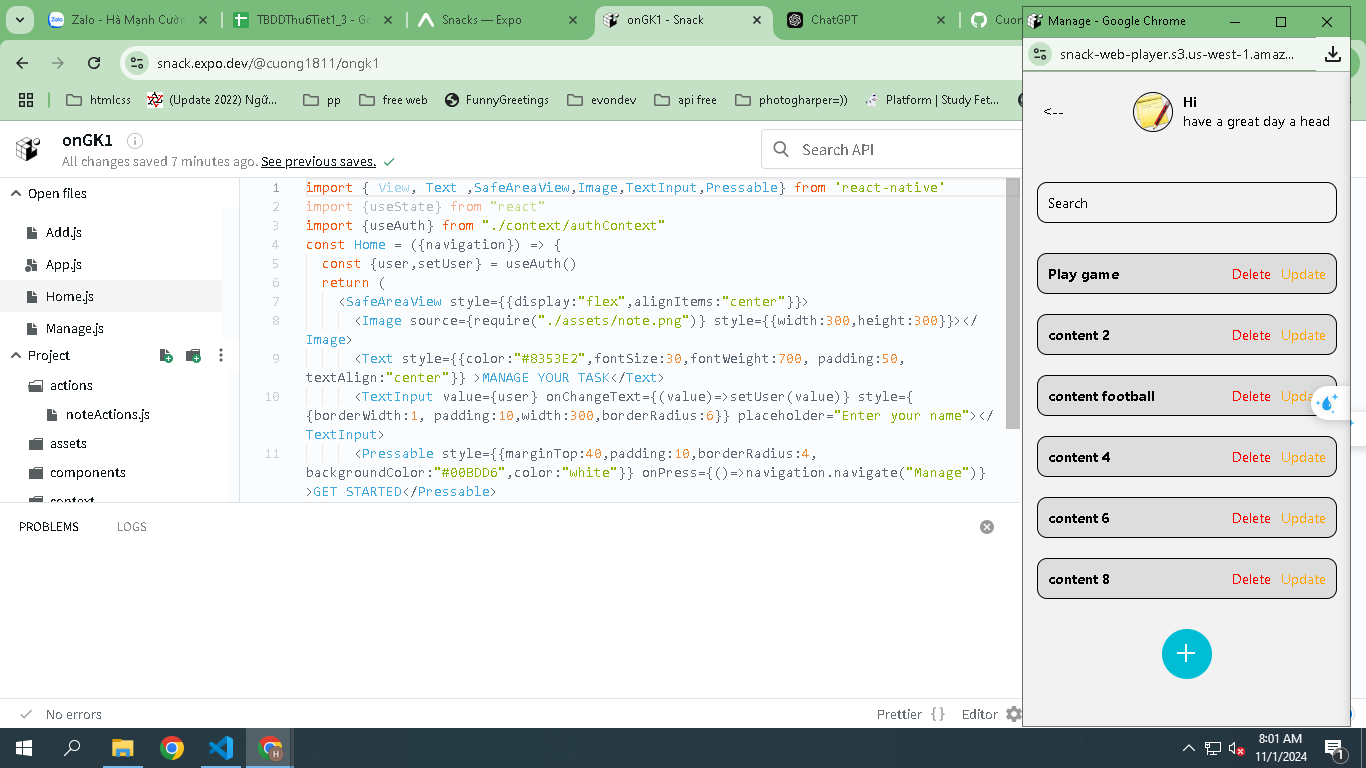 Zalo - Hà Mạnh Cườn
TBDDThu6Tiet1_3 - Go
Snacks — Expo
onGK1 - Snack
ChatGPT
Cuon
Manage - Google Chrome
snack.expo.dev/@cuong1811/ongk1
snack-web-player.s3.us-west-1.amaz...
htmlcss
(Update 2022) Ngữ...
pp
free web
FunnyGreetings
evondev
api free
photogharper=))
Platform | Study Fet...
onGK1
All changes saved 7 minutes ago. See previous saves.
Search API
Open files
Add.js
App.js
Home.js
Manage.js
Project
actions
noteActions.js
assets
components
context
1 import { View, Text ,SafeAreaView,Image,TextInput,Pressable} from 'react-native'
2 import {useState} from "react"
3 import {useAuth} from "./context/authContext"
4 const Home = ({navigation}) => {
5 const {user,setUser} = useAuth()
6 return (
7 <SafeAreaView style={{display:"flex",alignItems:"center"}}>
8 <Image source={require("./assets/note.png")} style={{width:300,height:300}}></
Image>
9 <Text style={{color:"#8353E2",fontSize:30,fontWeight:700, padding:50,
textAlign:"center"}} >MANAGE YOUR TASK</Text>
10 <TextInput value={user} onChangeText={(value)=>setUser(value)} style={
{borderWidth:1, padding:10,width:300,borderRadius:6}} placeholder="Enter your name"></
TextInput>
11 <Pressable style={{marginTop:40,padding:10,borderRadius:4,
backgroundColor:"#00BDD6",color:"white"}} onPress={()=>navigation.navigate("Manage")}
>GET STARTED</Pressable>
PROBLEMS
LOGS
No errors
Prettier {}
Editor
<--
Hi
have a great day a head
Search
Play game Delete Update
content 2 Delete Update
content football Delete Update
content 4 Delete Update
content 6 Delete Update
content 8 Delete Update
+
8:01 AM
11/1/2024
1